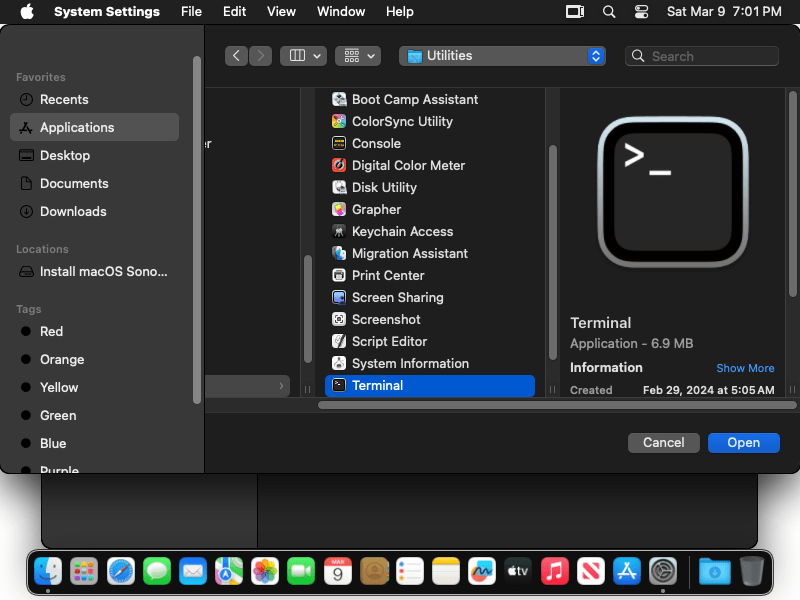 System Settings File Edit View Window Help Sat Mar 9 7:01 PM
Utilities
Search
Favorites
Recents
Applications
Desktop
Documents
Downloads
Locations
Install macOS Sono...
Tags
Red
Orange
Yellow
Green
Blue
Purple
er
Boot Camp Assistant
ColorSync Utility
Console
Digital Color Meter
Disk Utility
Grapher
Keychain Access
Migration Assistant
Print Center
Screen Sharing
Screenshot
Script Editor
System Information
Terminal
>_
Terminal
Application - 6.9 MB
Information Show More
Created Feb 29, 2024 at 5:05 AM
Cancel Open
MAR
9
tv